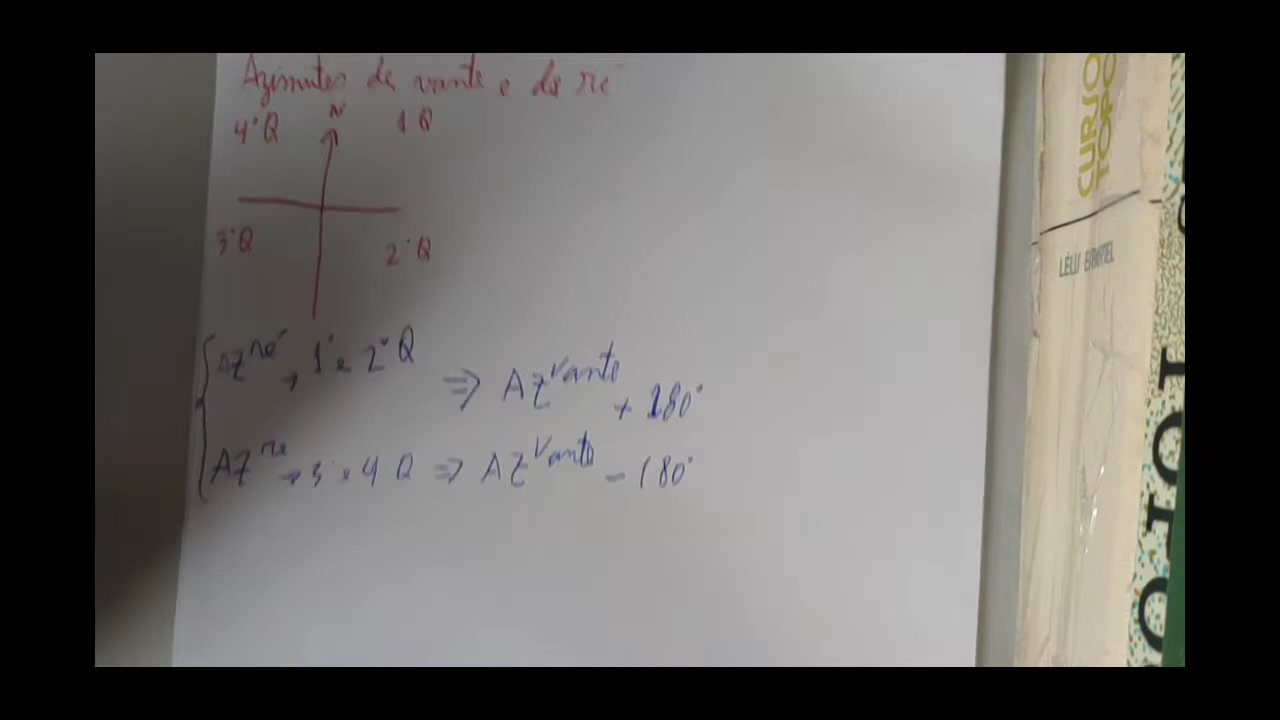 Azimutes de vante e de ré
N
4° Q 1 Q
3° Q 2° Q
AZ ré → 1° e 2° Q ⇒ AZ vante + 180°
AZ ré → 3 e 4 Q ⇒ AZ vante - 180°
CURSO
TOPO
LÉLIS ESPARTEL